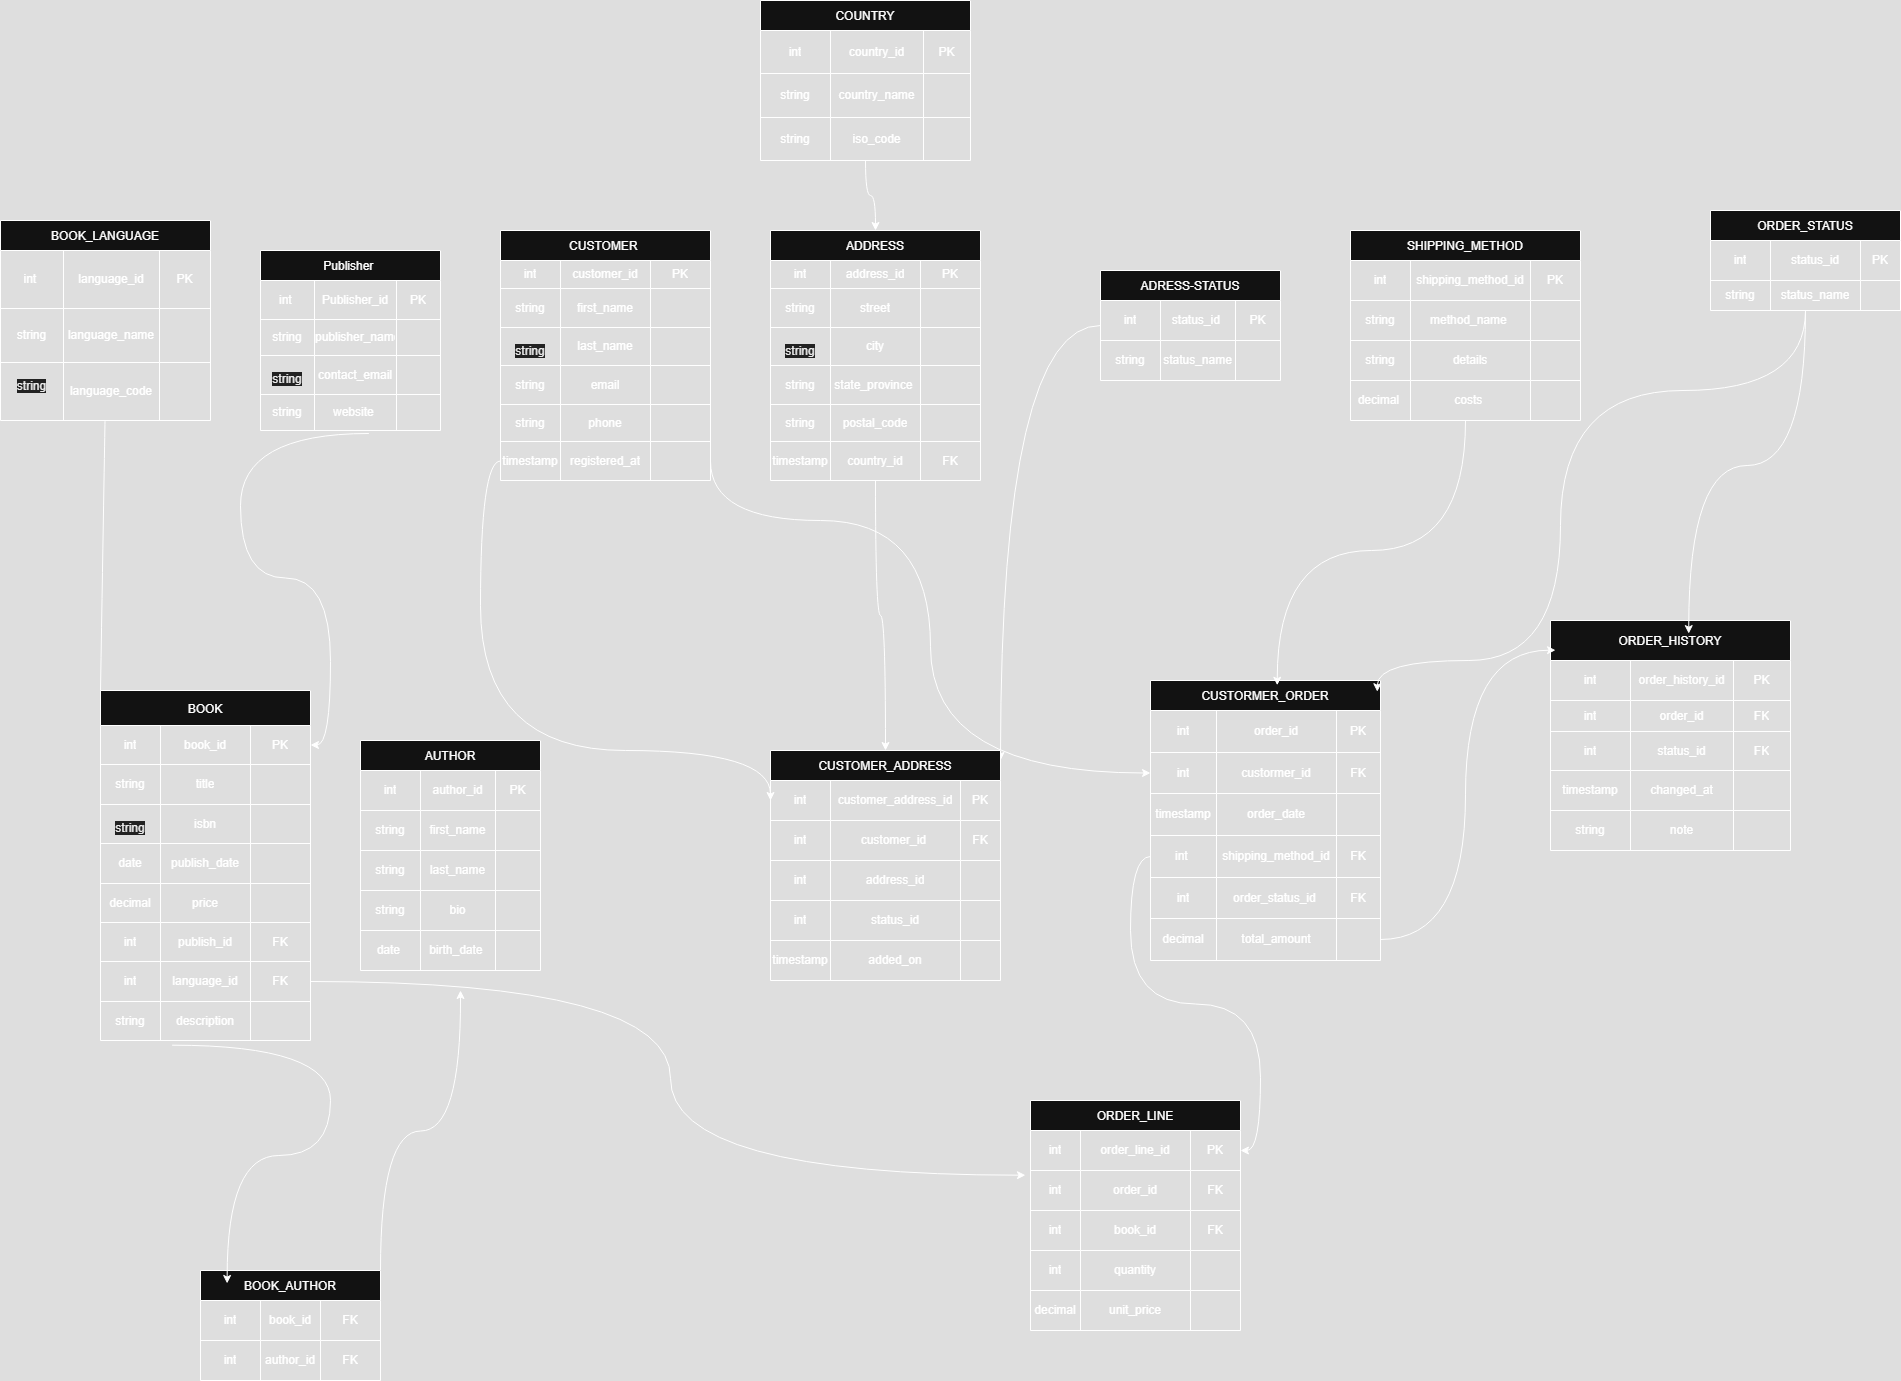 COUNTRY
int country_id PK
string country_name
string iso_code
BOOK_LANGUAGE
int language_id PK
string language_name
string language_code
Publisher
int Publisher_id PK
string publisher_nam
string contact_email
string website
CUSTOMER
int customer_id PK
string first_name
string last_name
string email
string phone
timestamp registered_at
ADDRESS
int address_id PK
string street
string city
string state_province
string postal_code
timestamp country_id FK
ADRESS-STATUS
int status_id PK
string status_name
SHIPPING_METHOD
int shipping_method_id PK
string method_name
string details
decimal costs
ORDER_STATUS
int status_id PK
string status_name
BOOK
int book_id PK
string title
string isbn
date publish_date
decimal price
int publish_id FK
int language_id FK
string description
AUTHOR
int author_id PK
string first_name
string last_name
string bio
date birth_date
CUSTOMER_ADDRESS
int customer_address_id PK
int customer_id FK
int address_id
int status_id
timestamp added_on
CUSTORMER_ORDER
int order_id PK
int custormer_id FK
timestamp order_date
int shipping_method_id FK
int order_status_id FK
decimal total_amount
ORDER_HISTORY
int order_history_id PK
int order_id FK
int status_id FK
timestamp changed_at
string note
ORDER_LINE
int order_line_id PK
int order_id FK
int book_id FK
int quantity
decimal unit_price
BOOK_AUTHOR
int book_id FK
int author_id FK